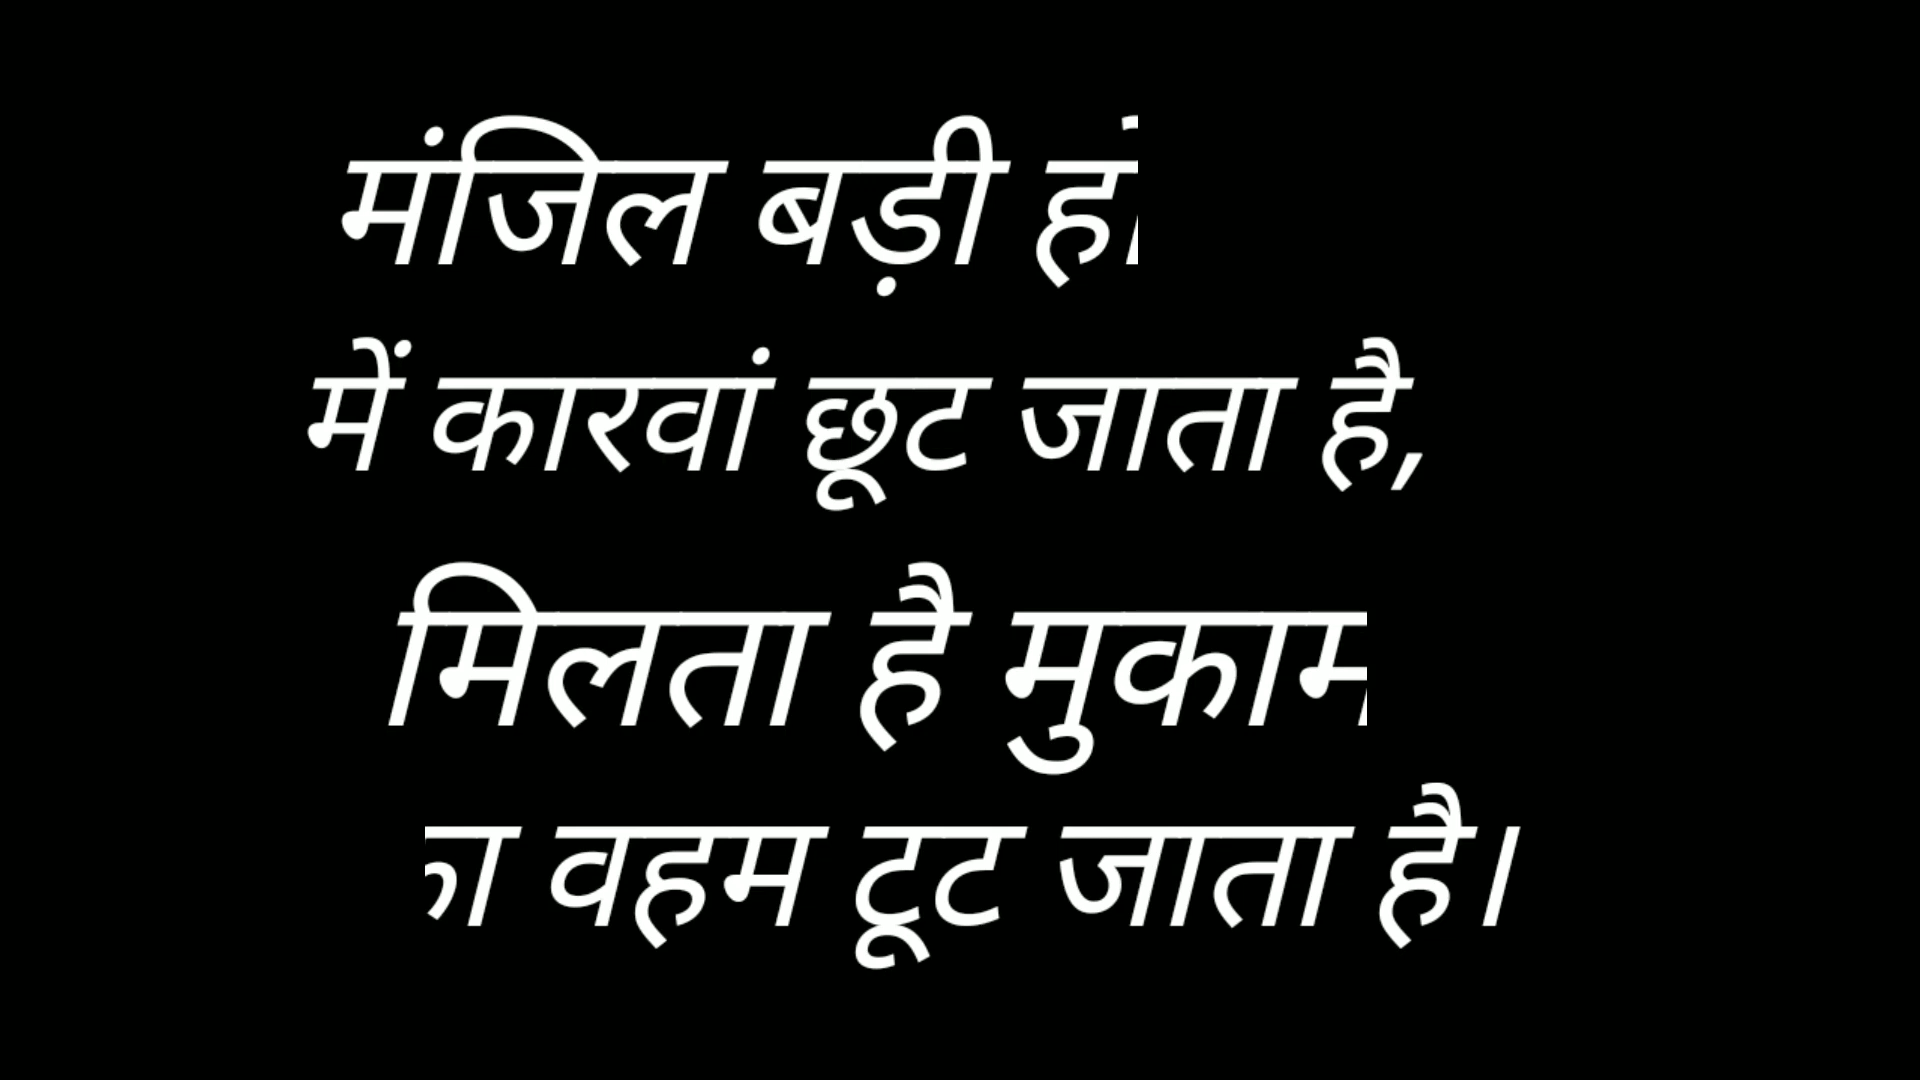 मंजिल बड़ी हो
में कारवां छूट जाता है,
मिलता है मुकाम
का वहम टूट जाता है।